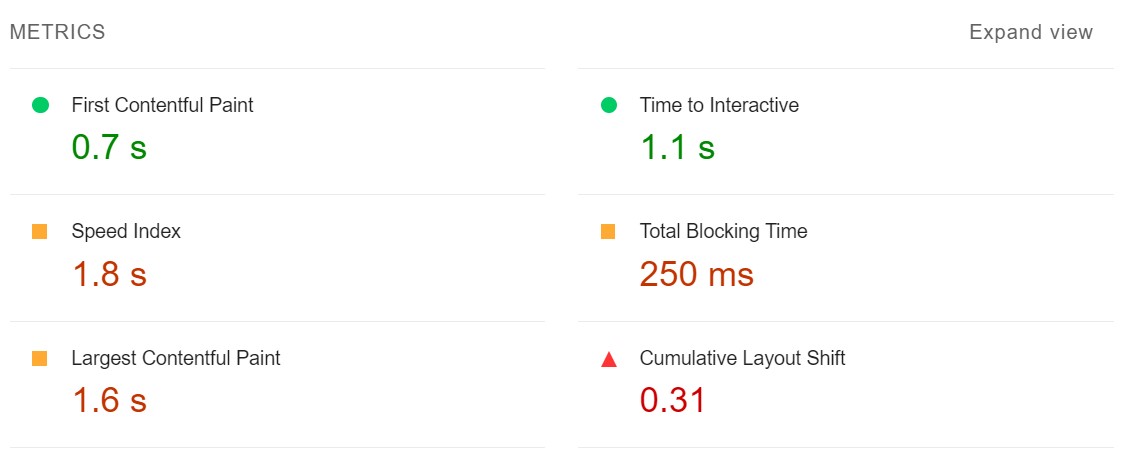 METRICS
Expand view
First Contentful Paint
0.7 s
Time to Interactive
1.1 s
Speed Index
1.8 s
Total Blocking Time
250 ms
Largest Contentful Paint
1.6 s
Cumulative Layout Shift
0.31